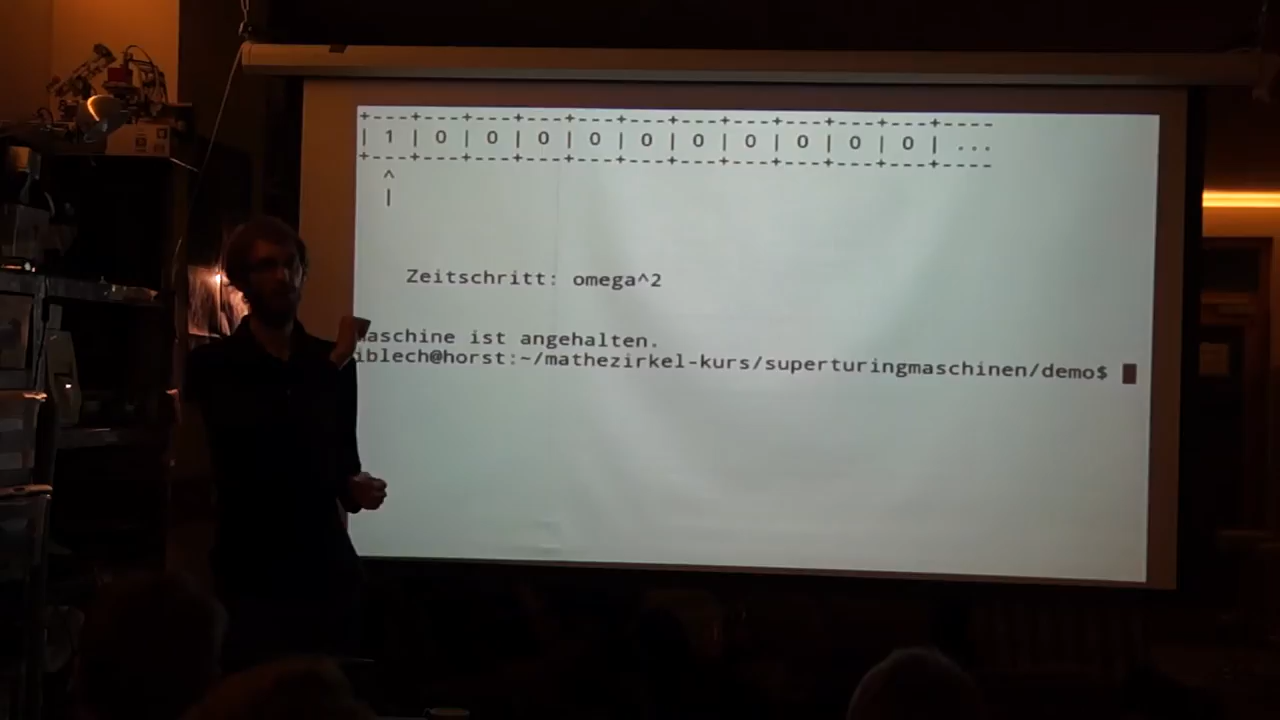 +---+---+---+---+---+---+---+---+---+---+---+----
| 1 | 0 | 0 | 0 | 0 | 0 | 0 | 0 | 0 | 0 | 0 | ...
+---+---+---+---+---+---+---+---+---+---+---+----
^
|
Zeitschritt: omega^2
aschine ist angehalten.
iblech@horst:~/mathezirkel-kurs/superturingmaschinen/demo$